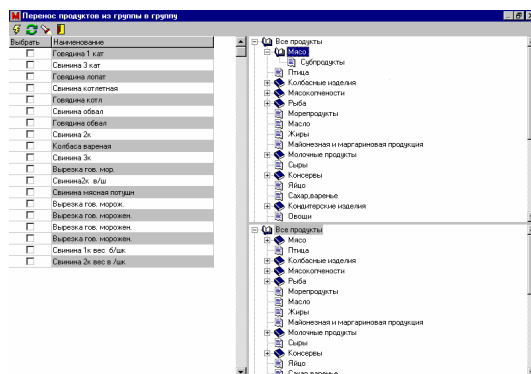 Перенос продуктов из группы в группу
Выбрать Наименование
Говядина 1 кат
Свинина 3 кат
Говядина лопат
Свинина котлетная
Говядина котл
Свинина обвал
Говядина обвал
Свинина 2к
Колбаса вареная
Свинина 3к
Вырезка гов. мор.
Свинина2к в/ш
Свинина мясная потушн
Вырезка гов. морож.
Вырезка гов. морожен.
Вырезка гов. морожен.
Вырезка гов. морожен.
Свинина 1к вес б/шк
Свинина 2к вес в /шк
Все продукты
Мясо
Субпродукты
Птица
Колбасные изделия
Мясокопчености
Рыба
Морепродукты
Масло
Жиры
Майонезная и маргариновая продукция
Молочные продукты
Сыры
Консервы
Яйцо
Сахар,варенье
Кондитерские изделия
Овощи
Все продукты
Мясо
Птица
Колбасные изделия
Мясокопчености
Рыба
Морепродукты
Масло
Жиры
Майонезная и маргариновая продукция
Молочные продукты
Сыры
Консервы
Яйцо
Сахар,варенье